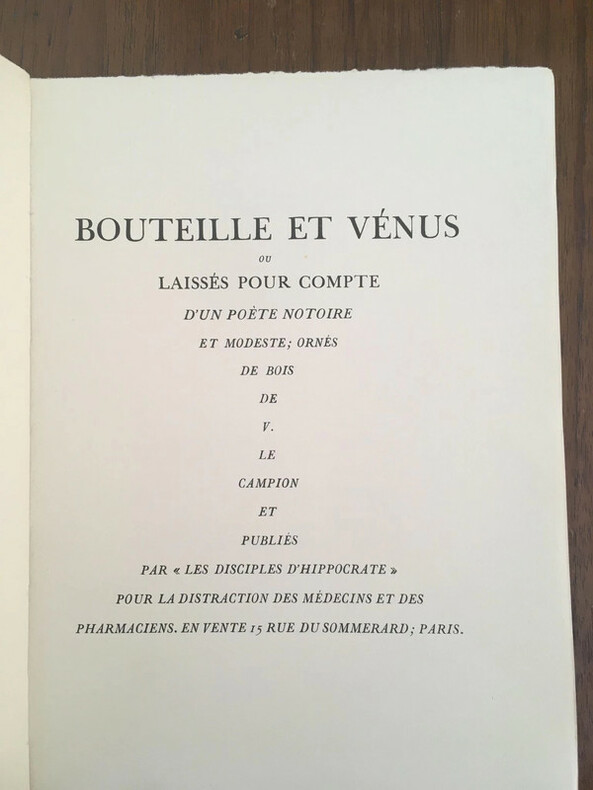 BOUTEILLE ET VÉNUS
OU
LAISSÉS POUR COMPTE
D'UN POÈTE NOTOIRE
ET MODESTE; ORNÉS
DE BOIS
DE
V.
LE
CAMPION
ET
PUBLIÉS
PAR « LES DISCIPLES D'HIPPOCRATE »
POUR LA DISTRACTION DES MÉDECINS ET DES
PHARMACIENS. EN VENTE 15 RUE DU SOMMERARD; PARIS.